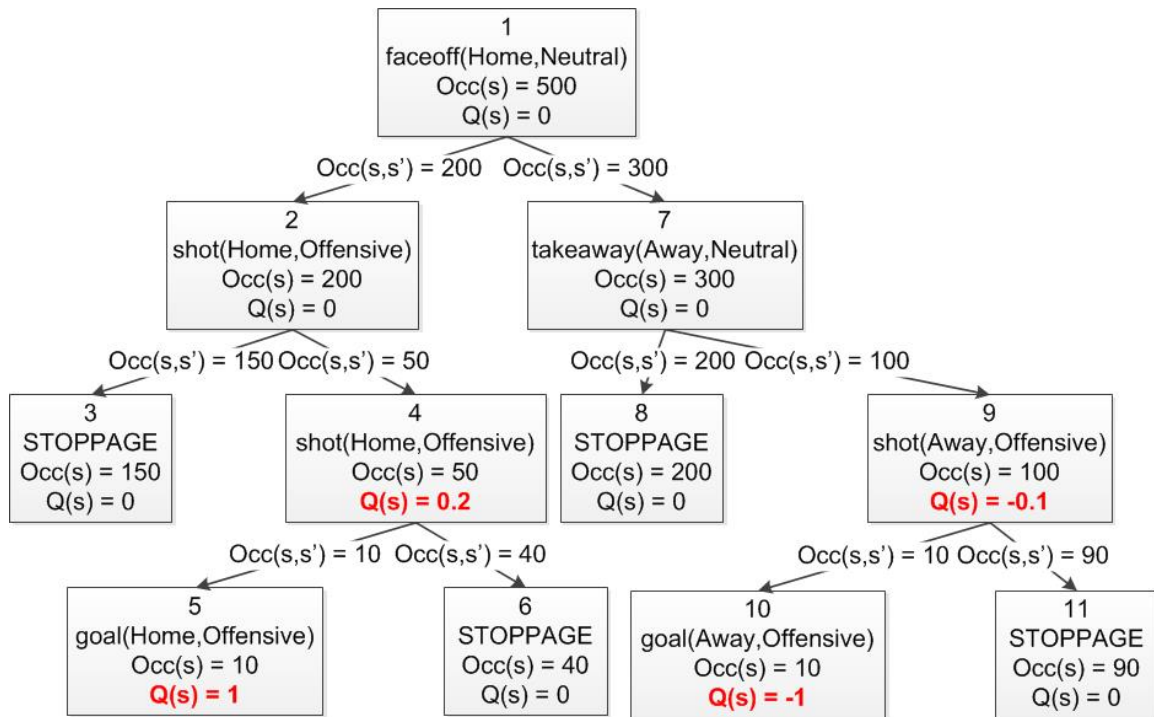 1
faceoff(Home,Neutral)
Occ(s) = 500
Q(s) = 0
Occ(s,s’) = 200
Occ(s,s’) = 300
2
shot(Home,Offensive)
Occ(s) = 200
Q(s) = 0
7
takeaway(Away,Neutral)
Occ(s) = 300
Q(s) = 0
Occ(s,s’) = 150
Occ(s,s’) = 50
Occ(s,s’) = 200
Occ(s,s’) = 100
3
STOPPAGE
Occ(s) = 150
Q(s) = 0
4
shot(Home,Offensive)
Occ(s) = 50
Q(s) = 0.2
8
STOPPAGE
Occ(s) = 200
Q(s) = 0
9
shot(Away,Offensive)
Occ(s) = 100
Q(s) = -0.1
Occ(s,s’) = 10
Occ(s,s’) = 40
Occ(s,s’) = 10
Occ(s,s’) = 90
5
goal(Home,Offensive)
Occ(s) = 10
Q(s) = 1
6
STOPPAGE
Occ(s) = 40
Q(s) = 0
10
goal(Away,Offensive)
Occ(s) = 10
Q(s) = -1
11
STOPPAGE
Occ(s) = 90
Q(s) = 0